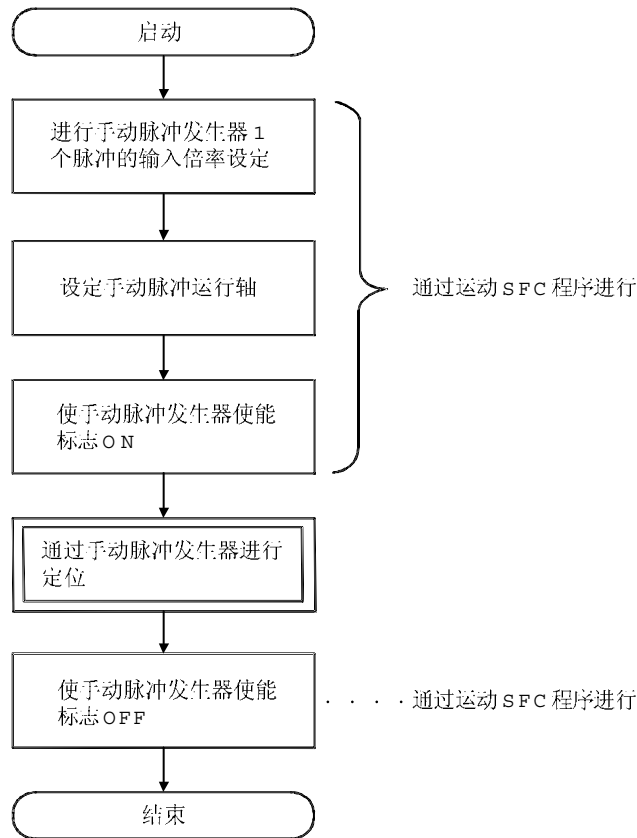 启动
进行手动脉冲发生器1
个脉冲的输入倍率设定
设定手动脉冲运行轴
通过运动SFC程序进行
使手动脉冲发生器使能
标志ON
通过手动脉冲发生器进行
定位
使手动脉冲发生器使能
标志OFF
. . . . 通过运动SFC程序进行
结束